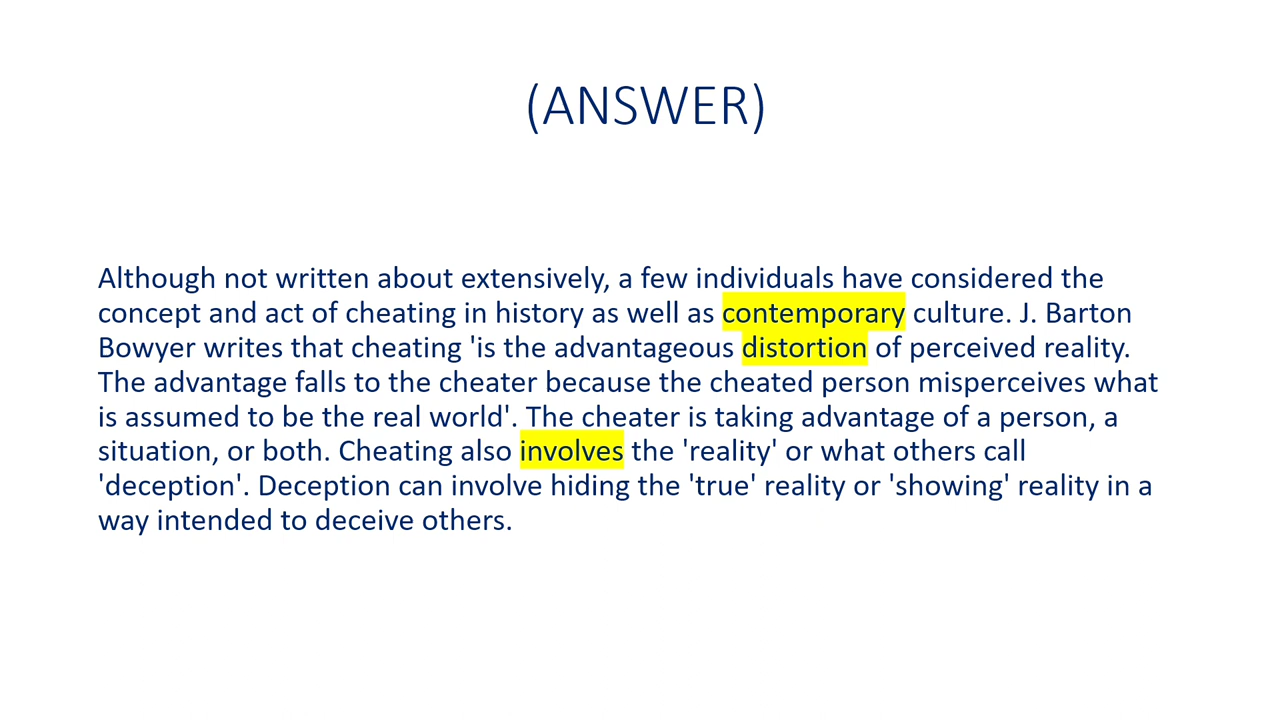 (ANSWER)
Although not written about extensively, a few individuals have considered the
concept and act of cheating in history as well as contemporary culture. J. Barton
Bowyer writes that cheating 'is the advantageous distortion of perceived reality.
The advantage falls to the cheater because the cheated person misperceives what
is assumed to be the real world'. The cheater is taking advantage of a person, a
situation, or both. Cheating also involves the 'reality' or what others call
'deception'. Deception can involve hiding the 'true' reality or 'showing' reality in a
way intended to deceive others.